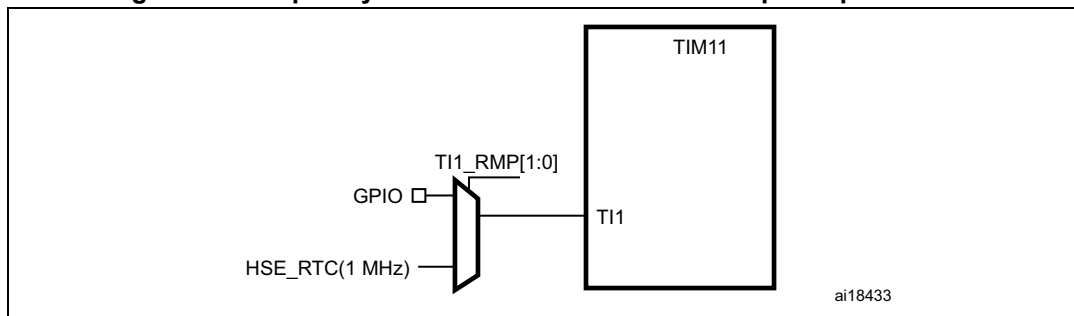 TIM11
TI1_RMP[1:0]
GPIO
TI1
HSE_RTC(1 MHz)
ai18433